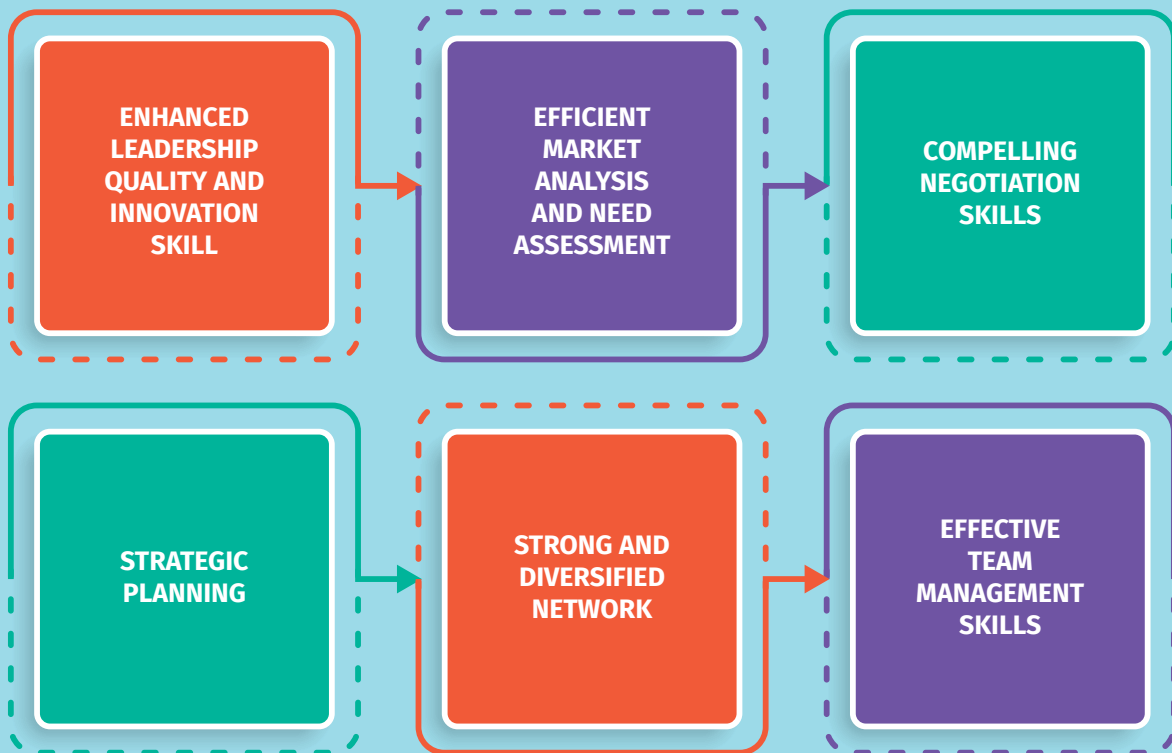 ENHANCED
LEADERSHIP
QUALITY AND
INNOVATION
SKILL
EFFICIENT
MARKET
ANALYSIS
AND NEED
ASSESSMENT
COMPELLING
NEGOTIATION
SKILLS
STRATEGIC
PLANNING
STRONG AND
DIVERSIFIED
NETWORK
EFFECTIVE
TEAM
MANAGEMENT
SKILLS